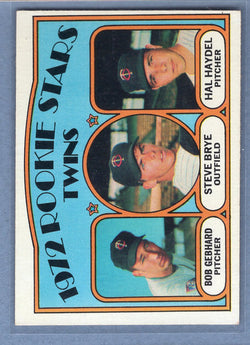 1972 ROOKIE STARS
TWINS
BOB GEBHARD
PITCHER
STEVE BRYE
OUTFIELD
HAL HAYDEL
PITCHER